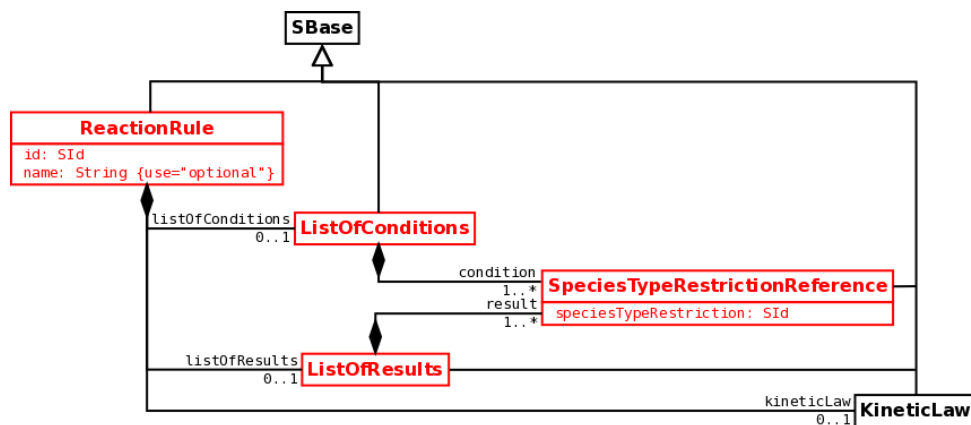 SBase
ReactionRule
id: SId
name: String {use="optional"}
listOfConditions
0..1
ListOfConditions
condition
1..*
SpeciesTypeRestrictionReference
speciesTypeRestriction: SId
result
1..*
listOfResults
0..1
ListOfResults
kineticLaw
0..1
KineticLaw